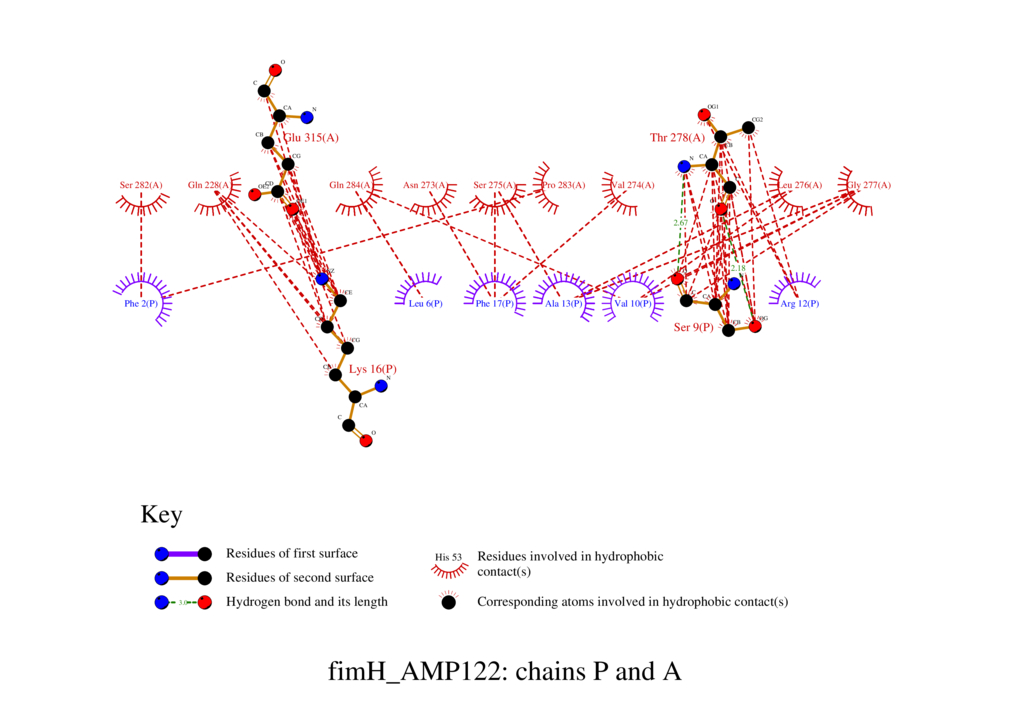 O
C
CA
N
CB
Glu 315(A)
CG
OE2
CD
OG1
CG2
CB
Thr 278(A)
N
CA
Ser 282(A)
Gln 228(A)
Gln 284(A)
Asn 273(A)
Ser 275(A)
Pro 283(A)
Val 274(A)
Leu 276(A)
Gly 277(A)
2.67
2.18
CE
Phe 2(P)
Leu 6(P)
Phe 17(P)
Ala 13(P)
Val 10(P)
CA
Arg 12(P)
Ser 9(P)
CB
OG
CG
Lys 16(P)
N
CA
C
O
Key
Residues of first surface
Residues of second surface
3.0
Hydrogen bond and its length
His 53
Residues involved in hydrophobic
contact(s)
Corresponding atoms involved in hydrophobic contact(s)
fimH_AMP122: chains P and A